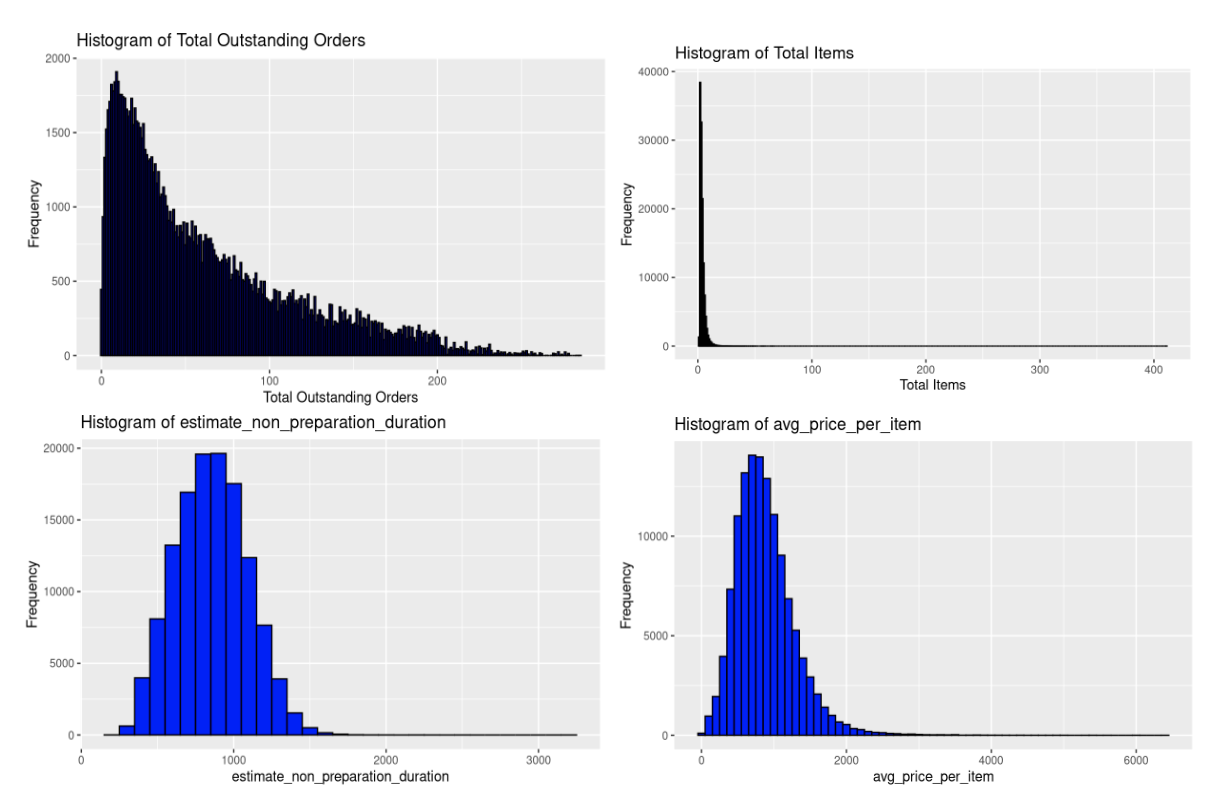 Histogram of Total Outstanding Orders
2000
1500
1000
500
0
Frequency
0 100 200
Total Outstanding Orders
Histogram of Total Items
40000
30000
20000
10000
0
Frequency
0 100 200 300 400
Total Items
Histogram of estimate_non_preparation_duration
20000
15000
10000
5000
0
Frequency
0 1000 2000 3000
estimate_non_preparation_duration
Histogram of avg_price_per_item
10000
5000
0
Frequency
0 2000 4000 6000
avg_price_per_item